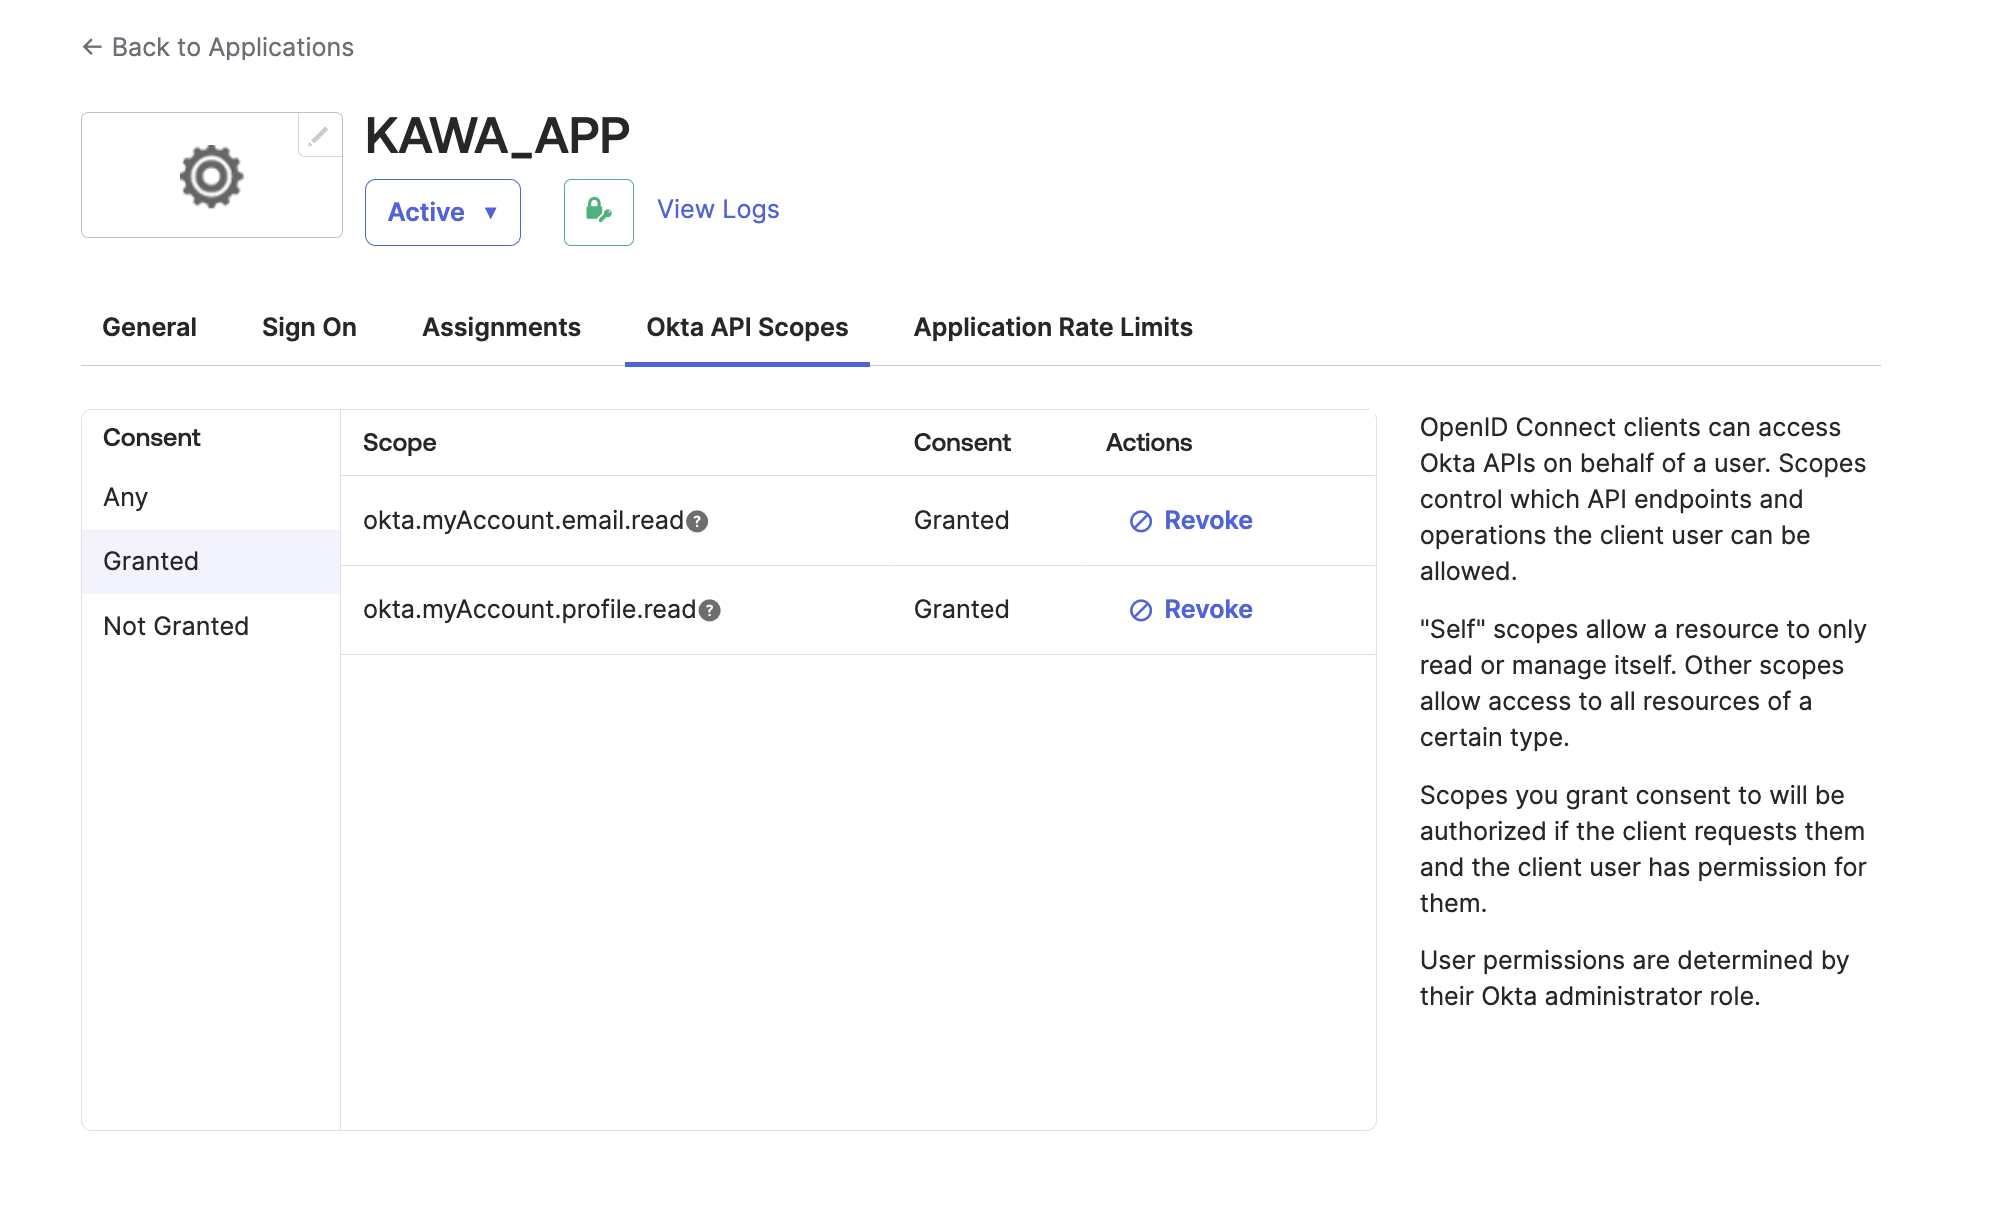 ← Back to Applications
KAWA_APP
Active ▼
View Logs
General Sign On Assignments Okta API Scopes Application Rate Limits
Consent
Any
Granted
Not Granted
Scope Consent Actions
okta.myAccount.email.read? Granted Revoke
okta.myAccount.profile.read? Granted Revoke
OpenID Connect clients can access
Okta APIs on behalf of a user. Scopes
control which API endpoints and
operations the client user can be
allowed.
"Self" scopes allow a resource to only
read or manage itself. Other scopes
allow access to all resources of a
certain type.
Scopes you grant consent to will be
authorized if the client requests them
and the client user has permission for
them.
User permissions are determined by
their Okta administrator role.